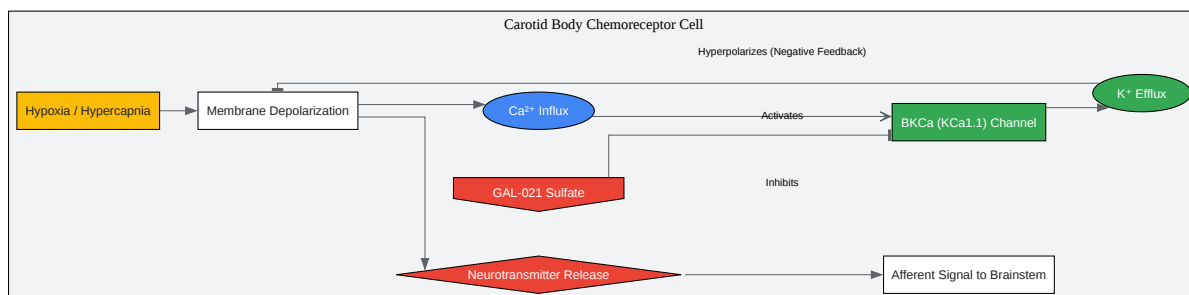 Carotid Body Chemoreceptor Cell
Hyperpolarizes (Negative Feedback)
Hypoxia / Hypercapnia
Membrane Depolarization
Ca²⁺ Influx
Activates
BKCa (KCa1.1) Channel
K⁺ Efflux
GAL-021 Sulfate
Inhibits
Neurotransmitter Release
Afferent Signal to Brainstem